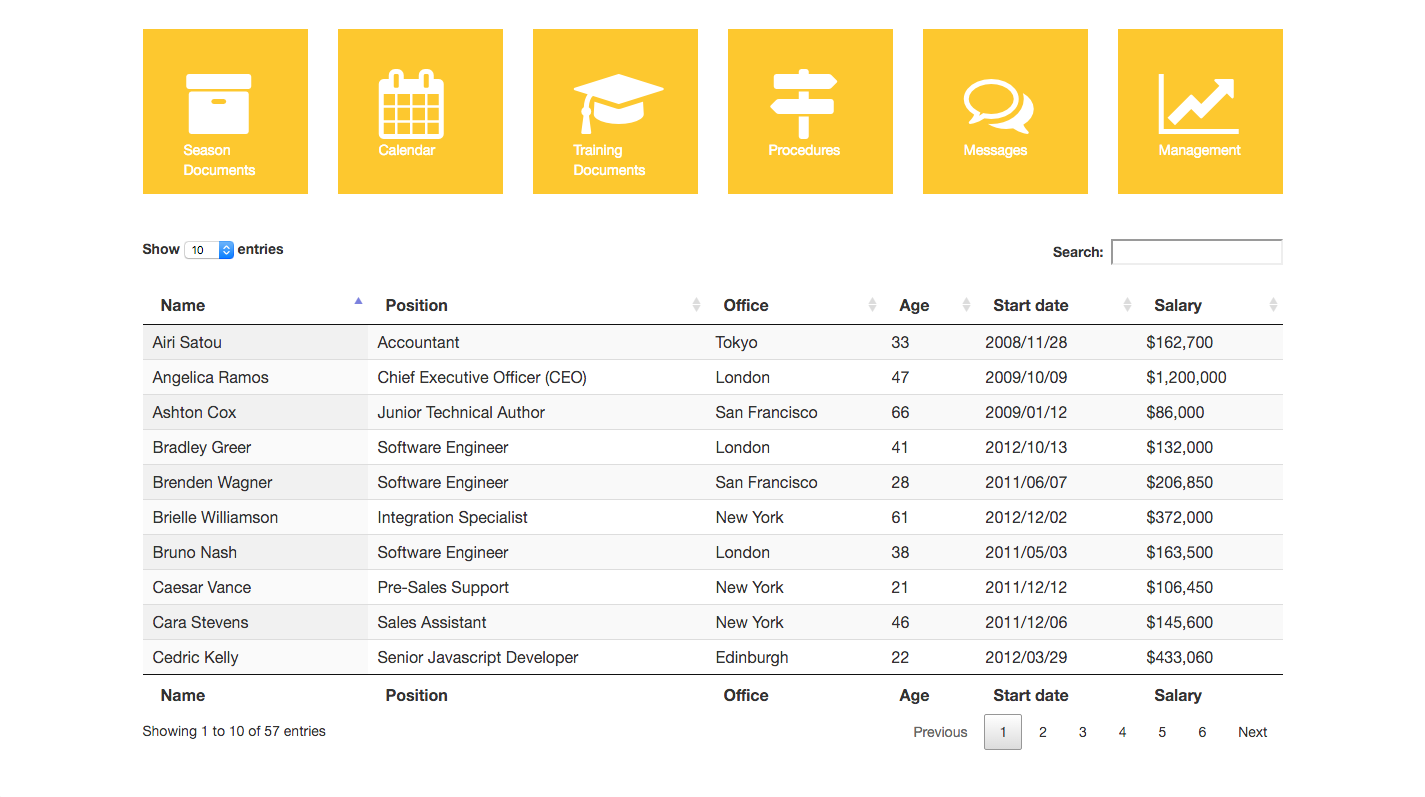 Season
Documents
Calendar
Training
Documents
Procedures
Messages
Management
Show 10 entries
Search:
Name Position Office Age Start date Salary
Airi Satou Accountant Tokyo 33 2008/11/28 $162,700
Angelica Ramos Chief Executive Officer (CEO) London 47 2009/10/09 $1,200,000
Ashton Cox Junior Technical Author San Francisco 66 2009/01/12 $86,000
Bradley Greer Software Engineer London 41 2012/10/13 $132,000
Brenden Wagner Software Engineer San Francisco 28 2011/06/07 $206,850
Brielle Williamson Integration Specialist New York 61 2012/12/02 $372,000
Bruno Nash Software Engineer London 38 2011/05/03 $163,500
Caesar Vance Pre-Sales Support New York 21 2011/12/12 $106,450
Cara Stevens Sales Assistant New York 46 2011/12/06 $145,600
Cedric Kelly Senior Javascript Developer Edinburgh 22 2012/03/29 $433,060
Name Position Office Age Start date Salary
Showing 1 to 10 of 57 entries
Previous 1 2 3 4 5 6 Next